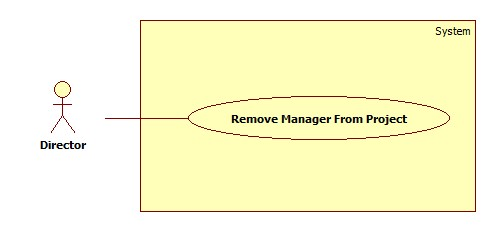 System
Remove Manager From Project
Director